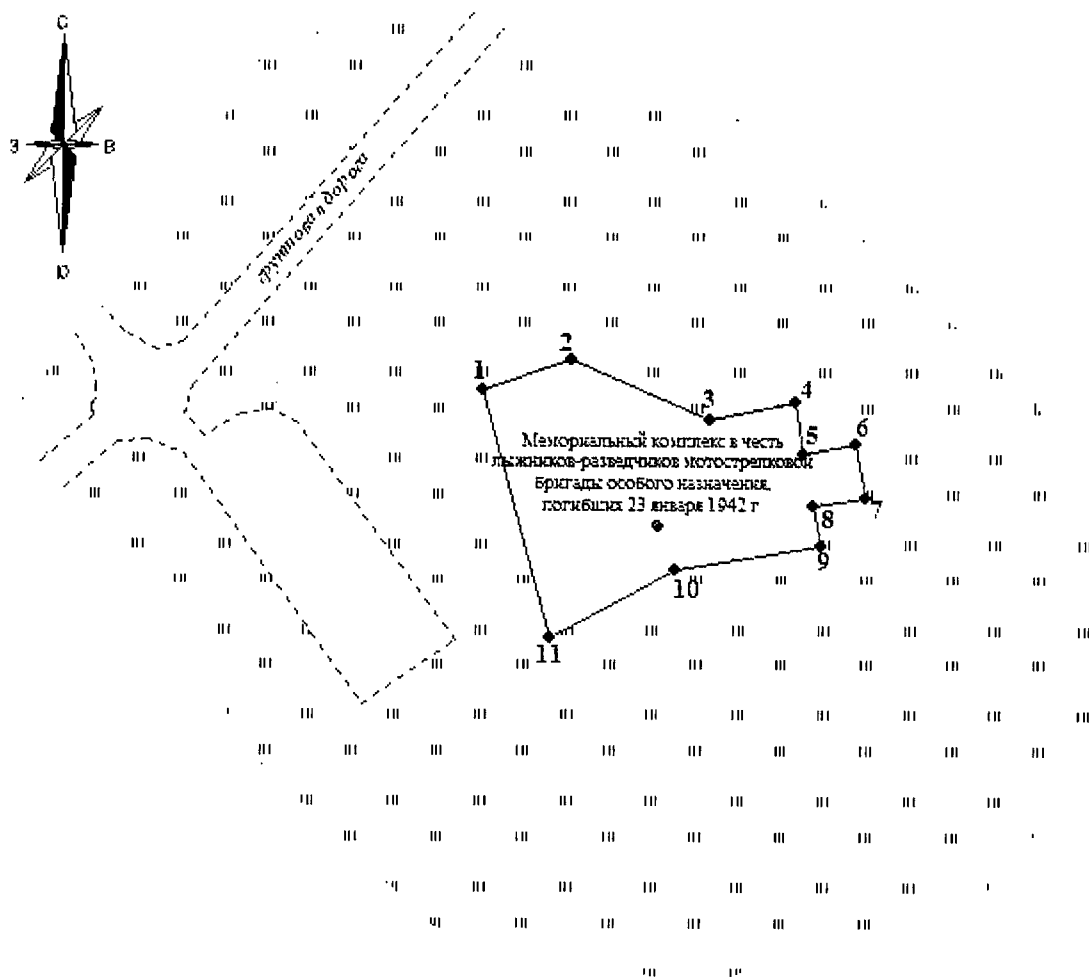 С
З В
Ю
Грунтовая дорога
1
2
3
4
5
6
Мемориальный комплекс в честь
лыжников-разведчиков мотострелковой
бригады особого назначения,
погибших 23 января 1942 г
7
8
9
10
11